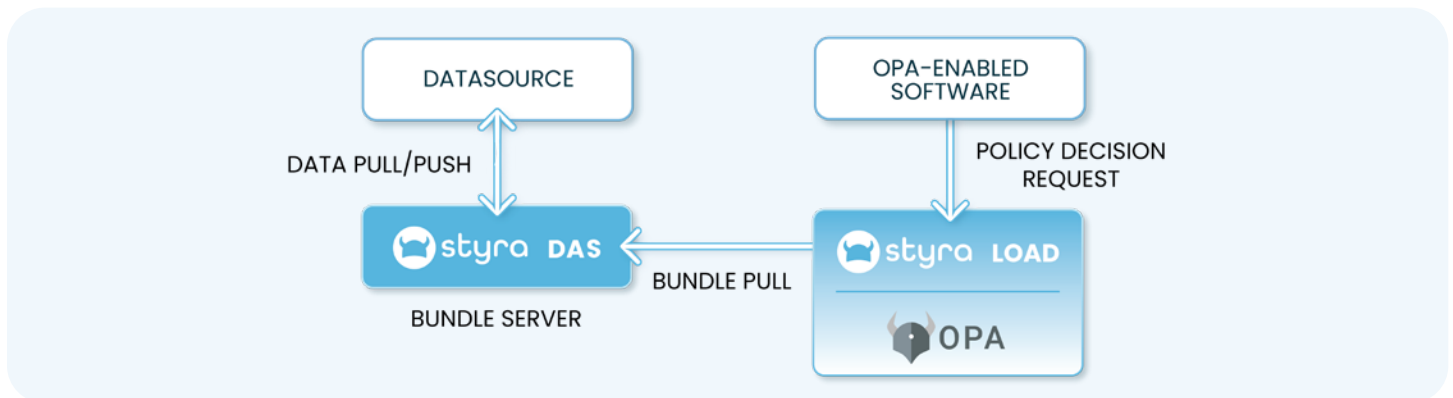 DATASOURCE
OPA-ENABLED
SOFTWARE
DATA PULL/PUSH
POLICY DECISION
REQUEST
styra DAS
styra LOAD
BUNDLE PULL
BUNDLE SERVER
OPA